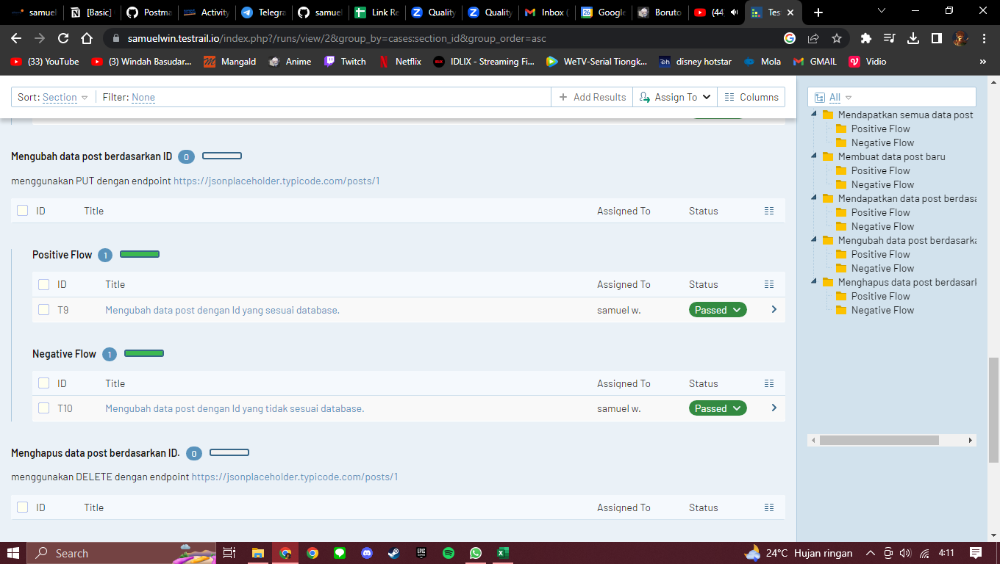 samuel
[Basic]
Postma
Activity
Telegra
samue
Link Re
Quality
Quality
Inbox (
Google
Boruto
(44
Tes
samuelwin.testrail.io/index.php?/runs/view/2&group_by=cases:section_id&group_order=asc
(33) YouTube
(3) Windah Basudar...
Mangald
Anime
Twitch
Netflix
IDLIX - Streaming Fi...
WeTV-Serial Tiongk...
disney hotstar
Mola
GMAIL
Vidio
»
Sort: Section
Filter: None
+ Add Results
Assign To
Columns
Mengubah data post berdasarkan ID 0
menggunakan PUT dengan endpoint https://jsonplaceholder.typicode.com/posts/1
ID Title Assigned To Status
Positive Flow 1
ID Title Assigned To Status
T9 Mengubah data post dengan Id yang sesuai database. samuel w. Passed
Negative Flow 1
ID Title Assigned To Status
T10 Mengubah data post dengan Id yang tidak sesuai database. samuel w. Passed
Menghapus data post berdasarkan ID. 0
menggunakan DELETE dengan endpoint https://jsonplaceholder.typicode.com/posts/1
ID Title Assigned To Status
All
Mendapatkan semua data post
Positive Flow
Negative Flow
Membuat data post baru
Positive Flow
Negative Flow
Mendapatkan data post berdasa
Positive Flow
Negative Flow
Mengubah data post berdasarka
Positive Flow
Negative Flow
Menghapus data post berdasark
Positive Flow
Negative Flow
Search
24°C Hujan ringan
4:11